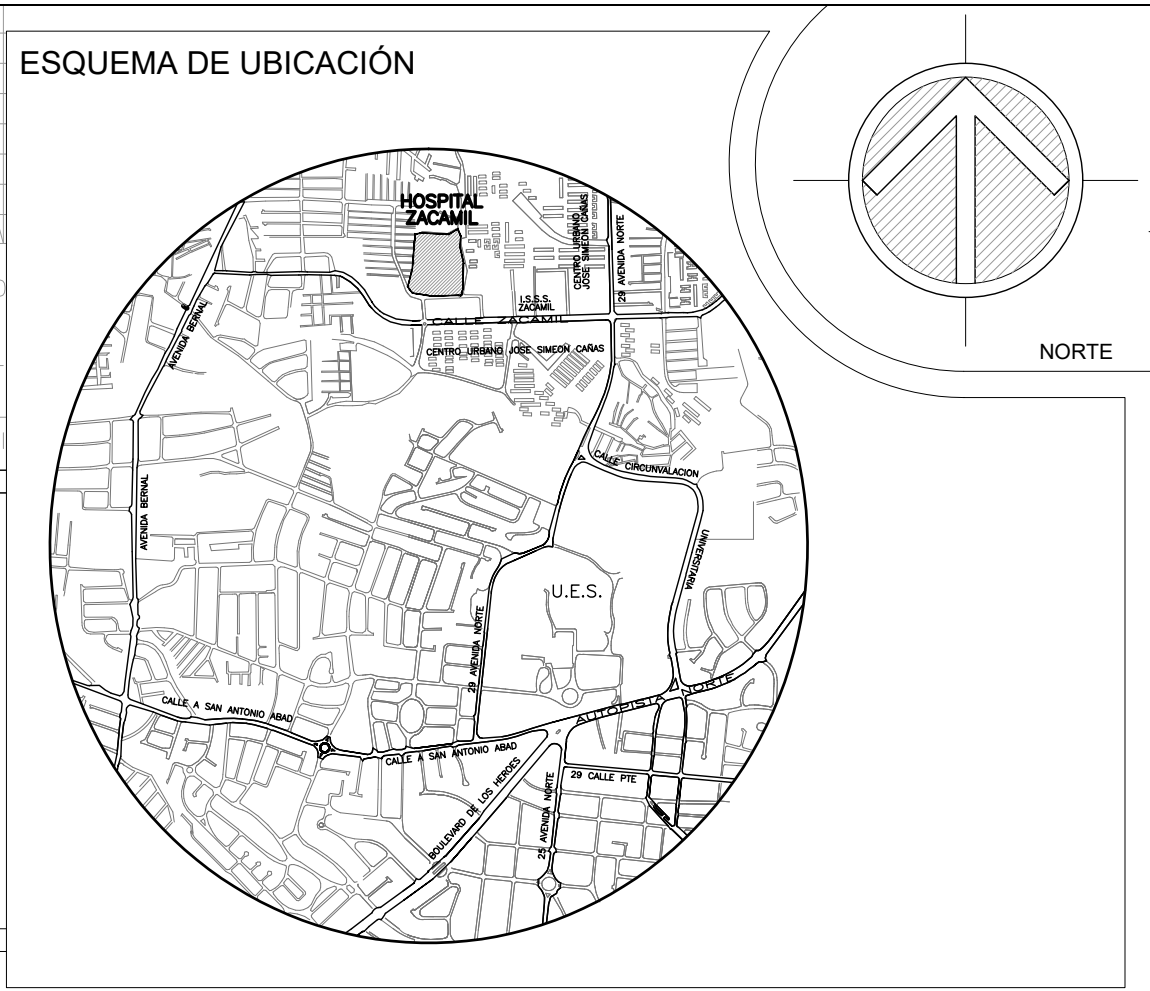 ESQUEMA DE UBICACIÓN
NORTE
HOSPITAL
ZACAMIL
CENTRO URBANO
JOSE SIMEON CAÑAS
29 AVENIDA NORTE
I.S.S.S.
ZACAMIL
CALLE ZACAMIL
AVENIDA BERNAL
CENTRO URBANO JOSE SIMEON CAÑAS
CALLE CIRCUNVALACION
AVENIDA BERNAL
UNIVERSITARIA
U.E.S.
29 AVENIDA NORTE
CALLE A SAN ANTONIO ABAD
AUTOPISTA NORTE
CALLE A SAN ANTONIO ABAD
BOULEVARD DE LOS HEROES
29 CALLE PTE
25 AVENIDA NORTE